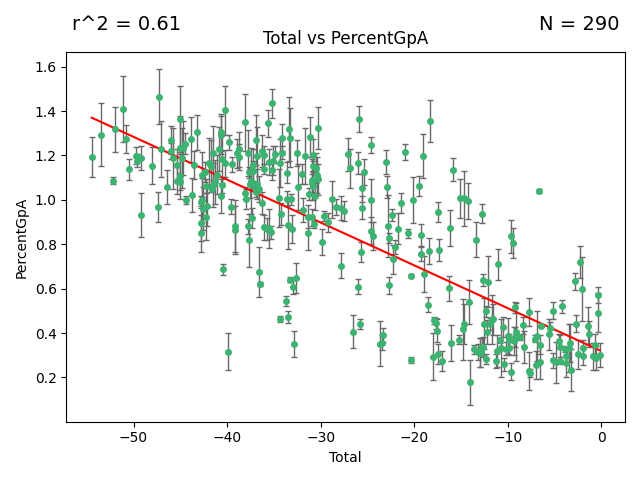 r^2 = 0.61
N = 290
Total vs PercentGpA
PercentGpA
1.6
1.4
1.2
1.0
0.8
0.6
0.4
0.2
−50 −40 −30 −20 −10 0
Total